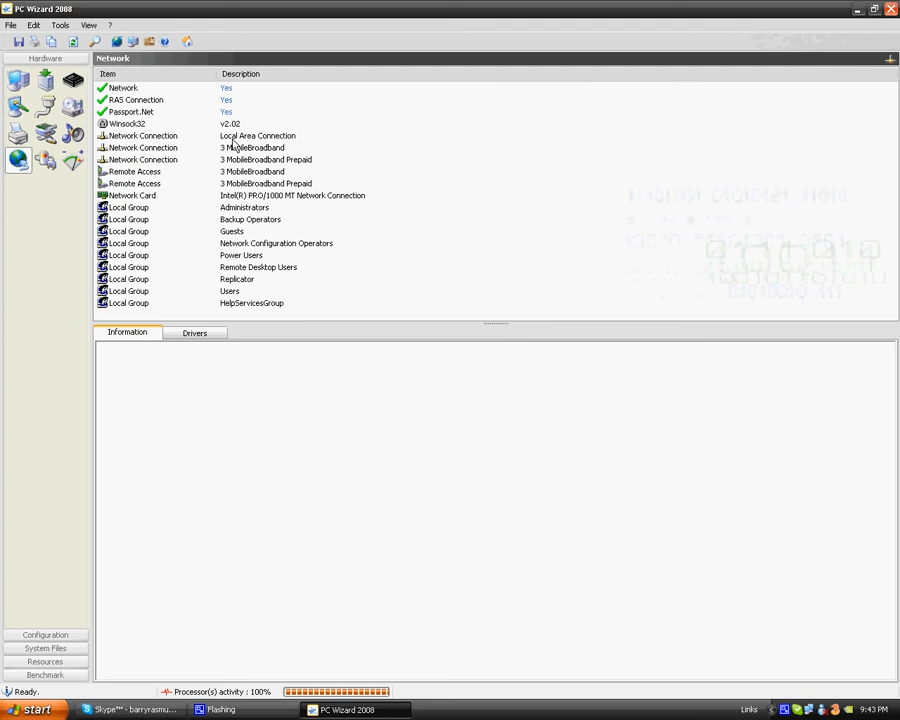 PC Wizard 2008
File Edit Tools View ?
Hardware
Network
Item Description
Network Yes
RAS Connection Yes
Passport.Net Yes
Winsock32 v2.02
Network Connection Local Area Connection
Network Connection 3 MobileBroadband
Network Connection 3 MobileBroadband Prepaid
Remote Access 3 MobileBroadband
Remote Access 3 MobileBroadband Prepaid
Network Card Intel(R) PRO/1000 MT Network Connection
Local Group Administrators
Local Group Backup Operators
Local Group Guests
Local Group Network Configuration Operators
Local Group Power Users
Local Group Remote Desktop Users
Local Group Replicator
Local Group Users
Local Group HelpServicesGroup
Information Drivers
Configuration
System Files
Resources
Benchmark
Ready. Processor(s) activity : 100%
start Skype™ - barryrasmu... Flashing PC Wizard 2008 Links 9:43 PM